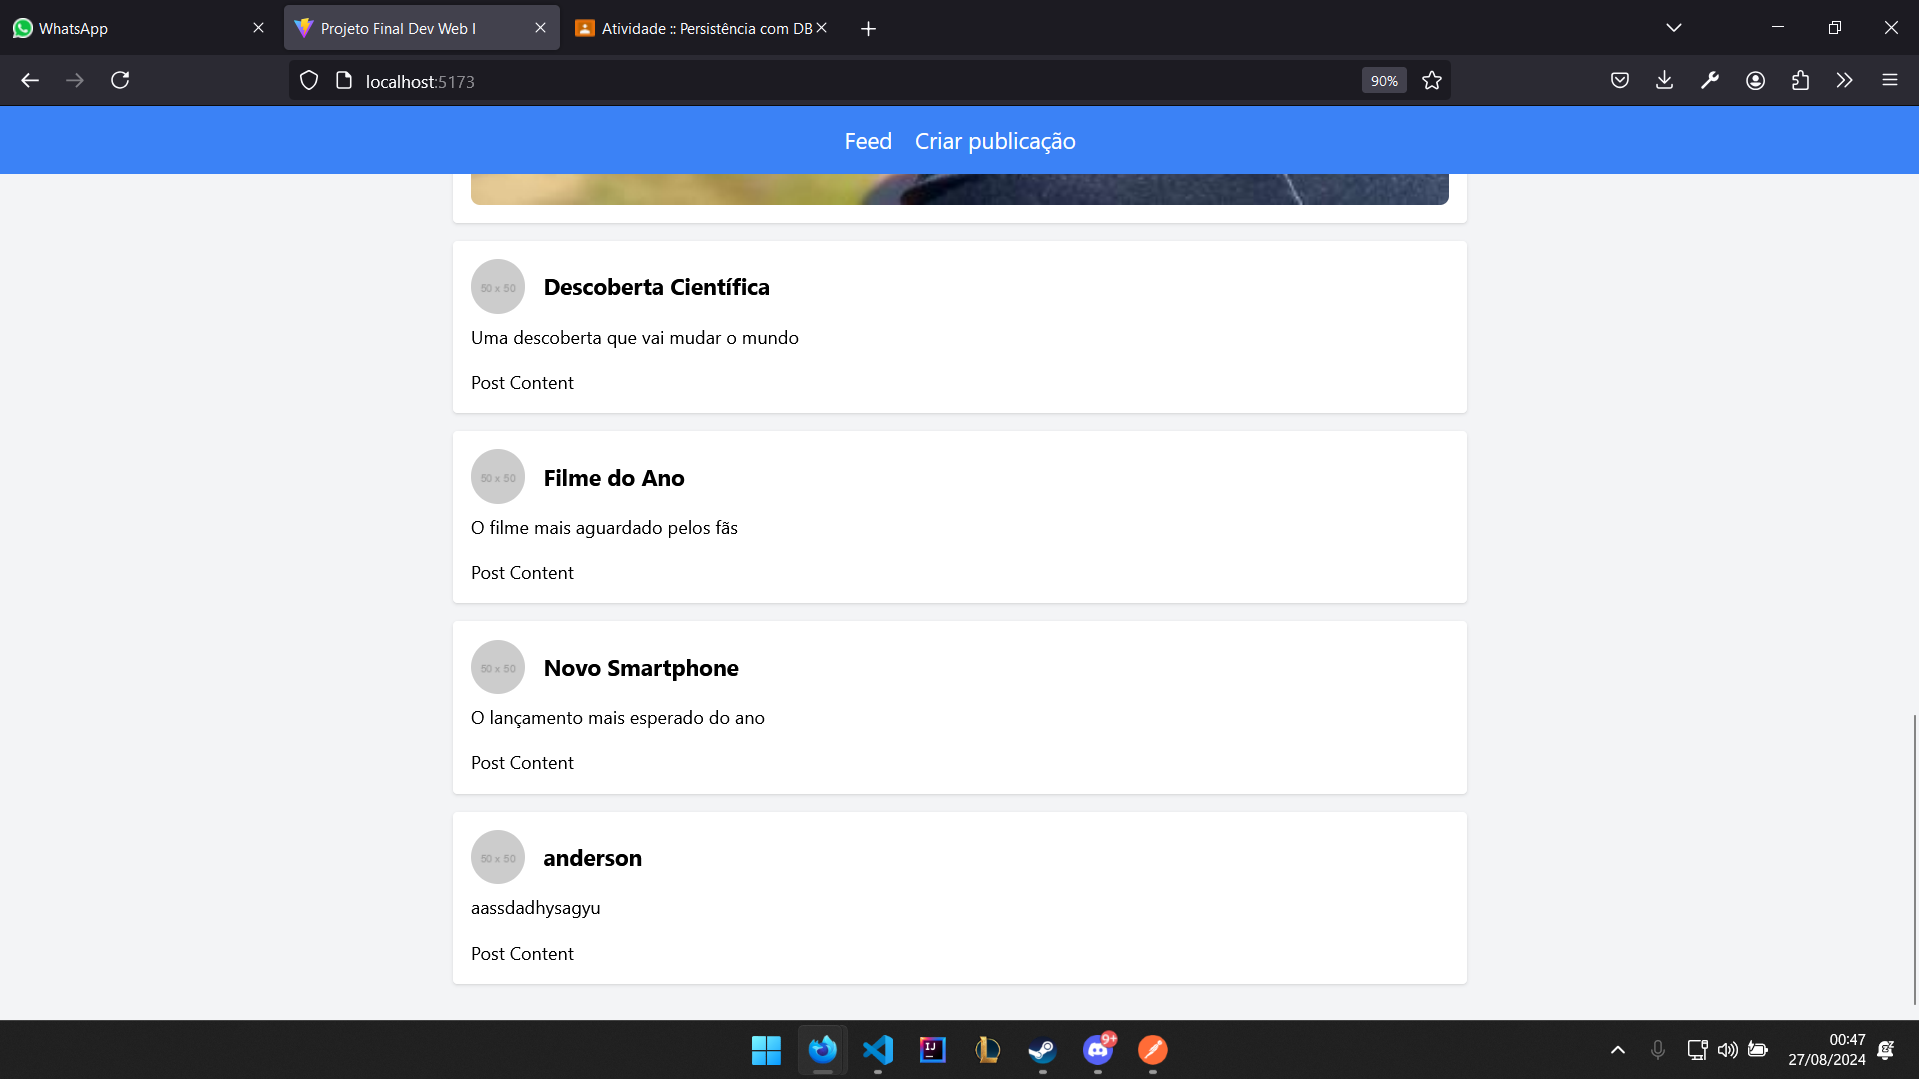 WhatsApp
Projeto Final Dev Web I
Atividade :: Persistência com DB
localhost:5173
90%
Feed
Criar publicação
50 x 50
Descoberta Científica
Uma descoberta que vai mudar o mundo
Post Content
50 x 50
Filme do Ano
O filme mais aguardado pelos fãs
Post Content
50 x 50
Novo Smartphone
O lançamento mais esperado do ano
Post Content
50 x 50
anderson
aassdadhysagyu
Post Content
IJ
9+
00:47
27/08/2024